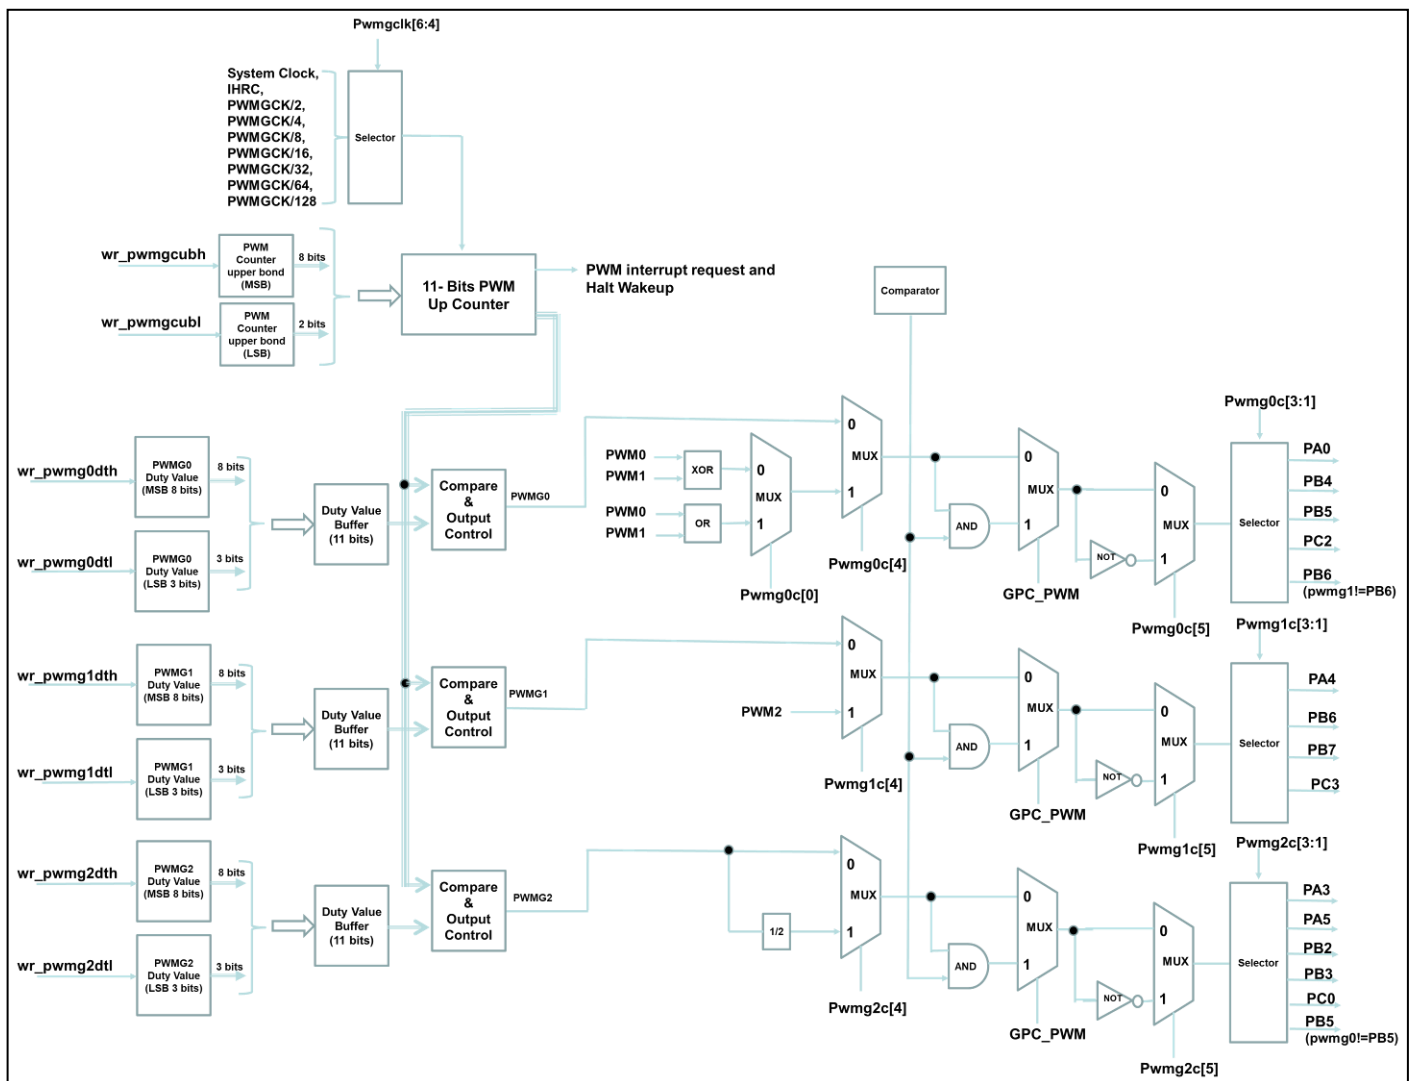 Pwmgclk[6:4]
System Clock,
IHRC,
PWMGCK/2,
PWMGCK/4,
PWMGCK/8,
PWMGCK/16,
PWMGCK/32,
PWMGCK/64,
PWMGCK/128
Selector
wr_pwmgcubh
PWM
Counter
upper bond
(MSB)
8 bits
wr_pwmgcubl
PWM
Counter
upper bond
(LSB)
2 bits
11- Bits PWM
Up Counter
PWM interrupt request and
Halt Wakeup
Comparator
wr_pwmg0dth
PWMG0
Duty Value
(MSB 8 bits)
8 bits
wr_pwmg0dtl
PWMG0
Duty Value
(LSB 3 bits)
3 bits
Duty Value
Buffer
(11 bits)
Compare
&
Output
Control
PWMG0
PWM0
PWM1
XOR
PWM0
PWM1
OR
0
MUX
1
Pwmg0c[0]
0
MUX
1
Pwmg0c[4]
AND
0
MUX
1
GPC_PWM
NOT
0
MUX
1
Pwmg0c[5]
Pwmg0c[3:1]
Selector
PA0
PB4
PB5
PC2
PB6
(pwmg1!=PB6)
wr_pwmg1dth
PWMG1
Duty Value
(MSB 8 bits)
8 bits
wr_pwmg1dtl
PWMG1
Duty Value
(LSB 3 bits)
3 bits
Duty Value
Buffer
(11 bits)
Compare
&
Output
Control
PWMG1
PWM2
0
MUX
1
Pwmg1c[4]
AND
0
MUX
1
GPC_PWM
NOT
0
MUX
1
Pwmg1c[5]
Pwmg1c[3:1]
Selector
PA4
PB6
PB7
PC3
wr_pwmg2dth
PWMG2
Duty Value
(MSB 8 bits)
8 bits
wr_pwmg2dtl
PWMG2
Duty Value
(LSB 3 bits)
3 bits
Duty Value
Buffer
(11 bits)
Compare
&
Output
Control
PWMG2
1/2
0
MUX
1
Pwmg2c[4]
AND
0
MUX
1
GPC_PWM
NOT
0
MUX
1
Pwmg2c[5]
Pwmg2c[3:1]
Selector
PA3
PA5
PB2
PB3
PC0
PB5
(pwmg0!=PB5)